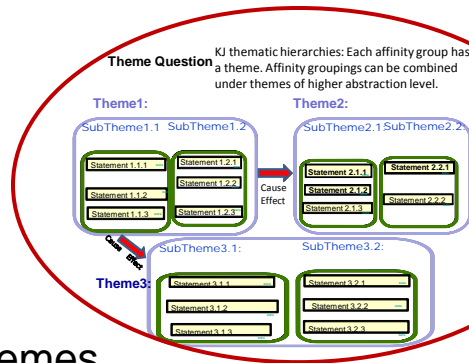 KJ thematic hierarchies: Each affinity group has
Theme Question a theme. Affinity groupings can be combined
under themes of higher abstraction level.
Theme1:
Theme2:
SubTheme1.1
SubTheme1.2
SubTheme2.1:
SubTheme2.2:
Statement 1.1.1
Statement 1.1.2
Statement 1.1.3
Statement 1.2.1
Statement 1.2.2
Statement 1.2.3
Cause
Effect
Statement 2.1.1
Statement 2.1.2
Statement 2.1.3
Statement 2.2.1
Statement 2.2.2
Cause Effect
Theme3:
SubTheme3.1:
SubTheme3.2:
Statement 3.1.1
Statement 3.1.2
Statement 3.1.3
Statement 3.2.1
Statement 3.2.2
Statement 3.2.3
emes